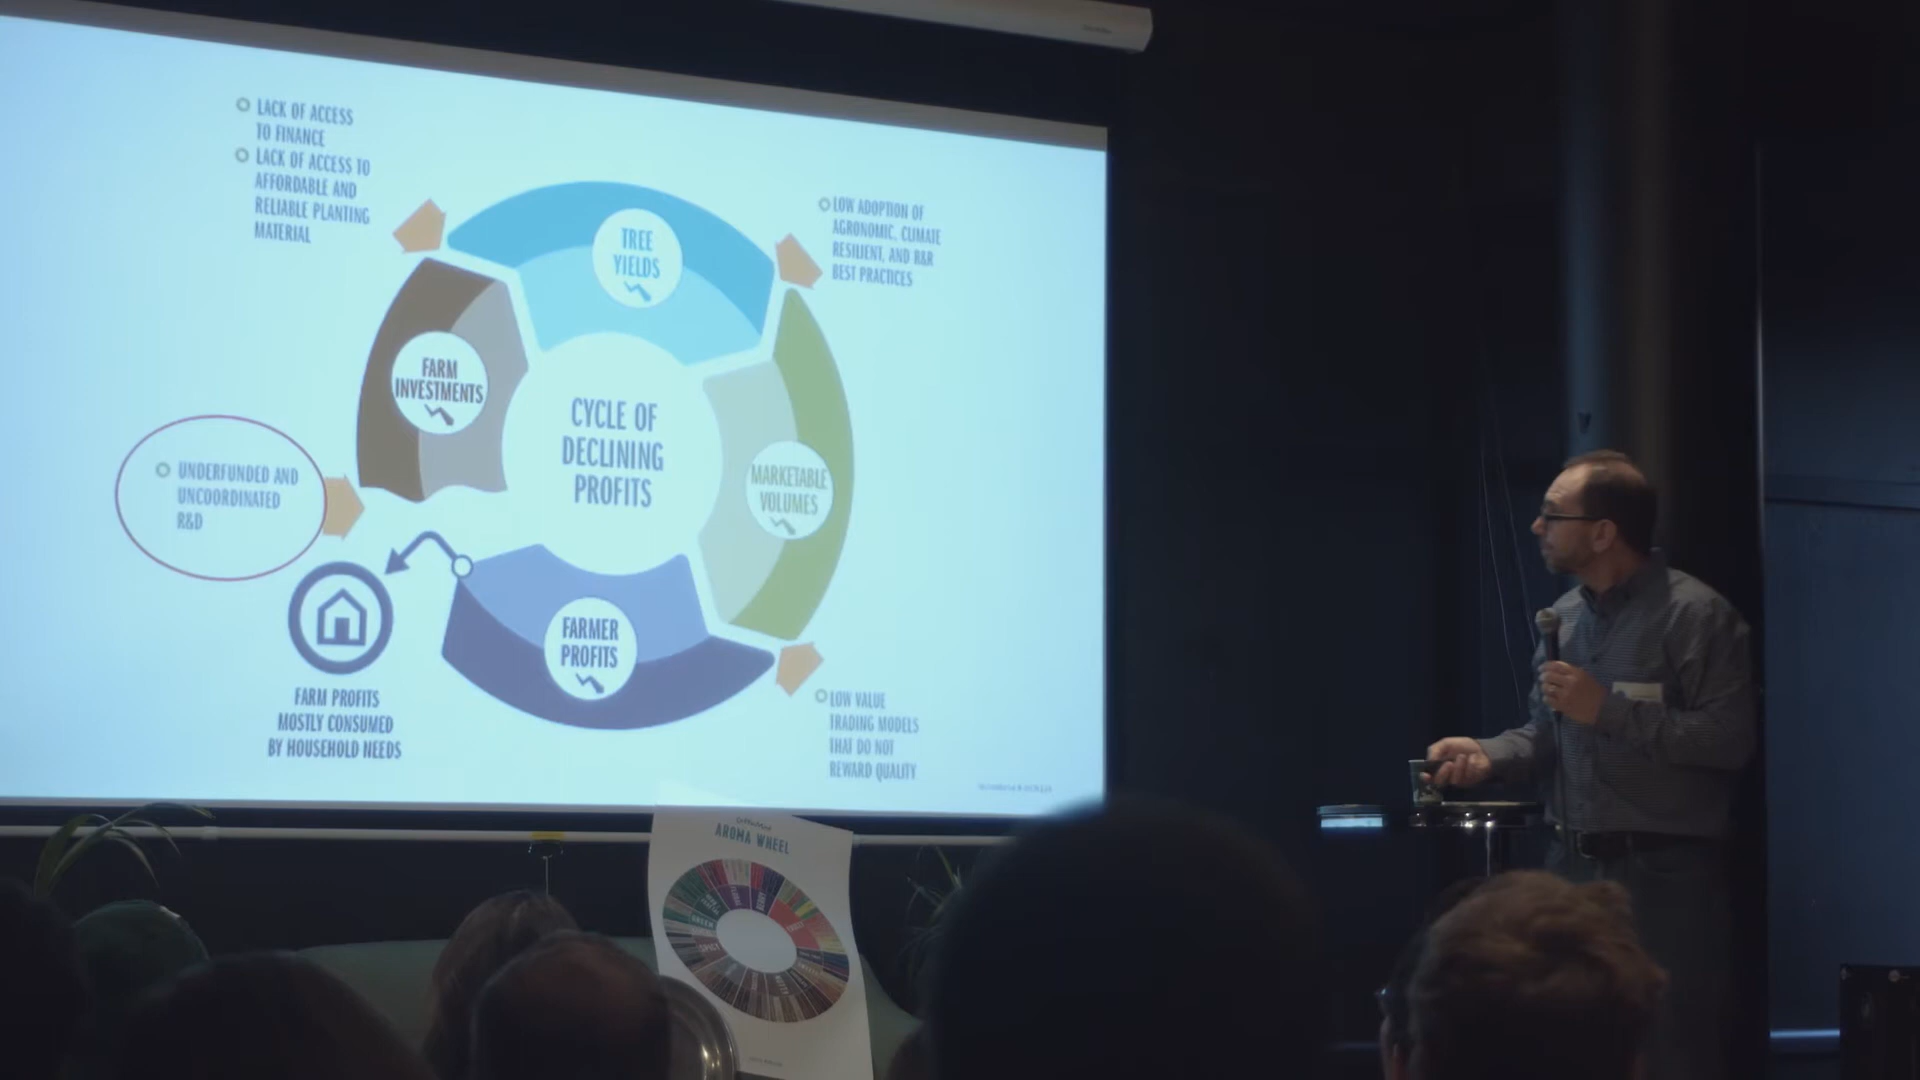 LACK OF ACCESS
TO FINANCE
LACK OF ACCESS TO
AFFORDABLE AND
RELIABLE PLANTING
MATERIAL
TREE
YIELDS
LOW ADOPTION OF
AGRONOMIC, CLIMATE
RESILIENT, AND R&R
BEST PRACTICES
FARM
INVESTMENTS
CYCLE OF
DECLINING
PROFITS
MARKETABLE
VOLUMES
UNDERFUNDED AND
UNCOORDINATED
R&D
FARMER
PROFITS
FARM PROFITS
MOSTLY CONSUMED
BY HOUSEHOLD NEEDS
LOW VALUE
TRADING MODELS
THAT DO NOT
REWARD QUALITY
AROMA WHEEL